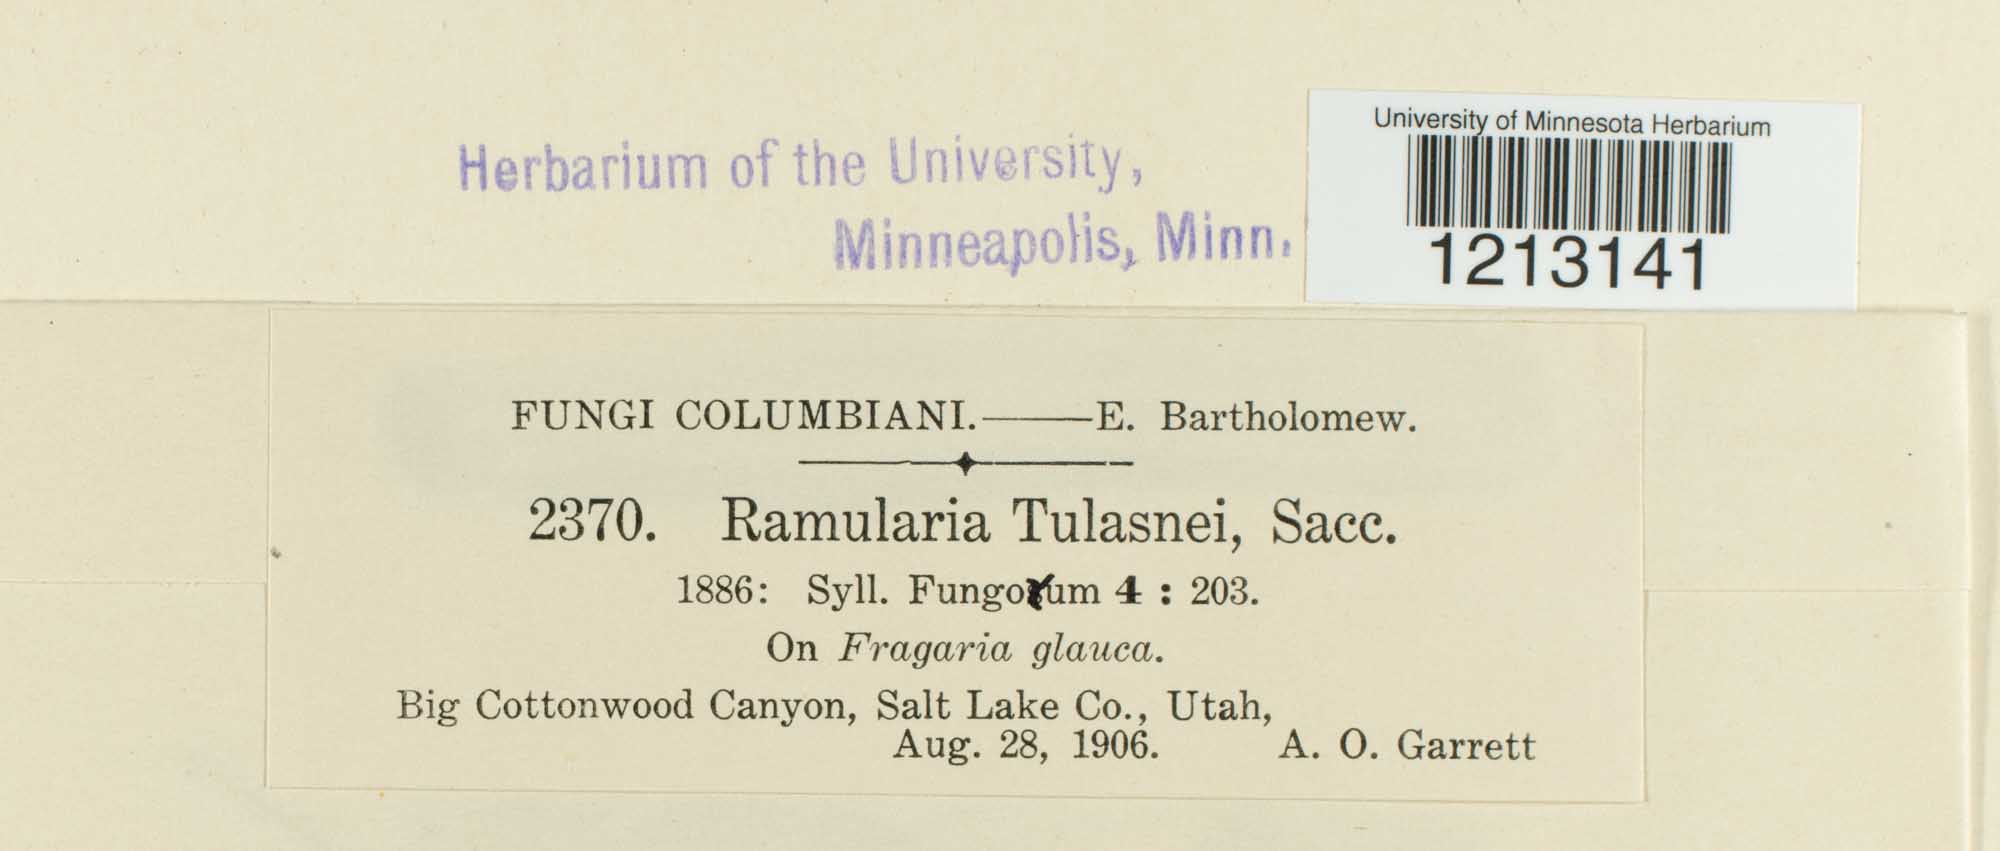 Herbarium of the University,
Minneapolis, Minn.
University of Minnesota Herbarium
1213141
FUNGI COLUMBIANI.——E. Bartholomew.
2370. Ramularia Tulasnei, Sacc.
1886: Syll. Fungorum 4 : 203.
On Fragaria glauca.
Big Cottonwood Canyon, Salt Lake Co., Utah,
Aug. 28, 1906. A. O. Garrett